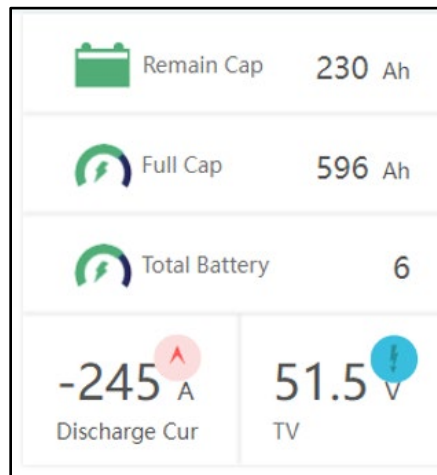 Remain Cap 230 Ah
Full Cap 596 Ah
Total Battery 6
-245 A 51.5 V
Discharge Cur TV